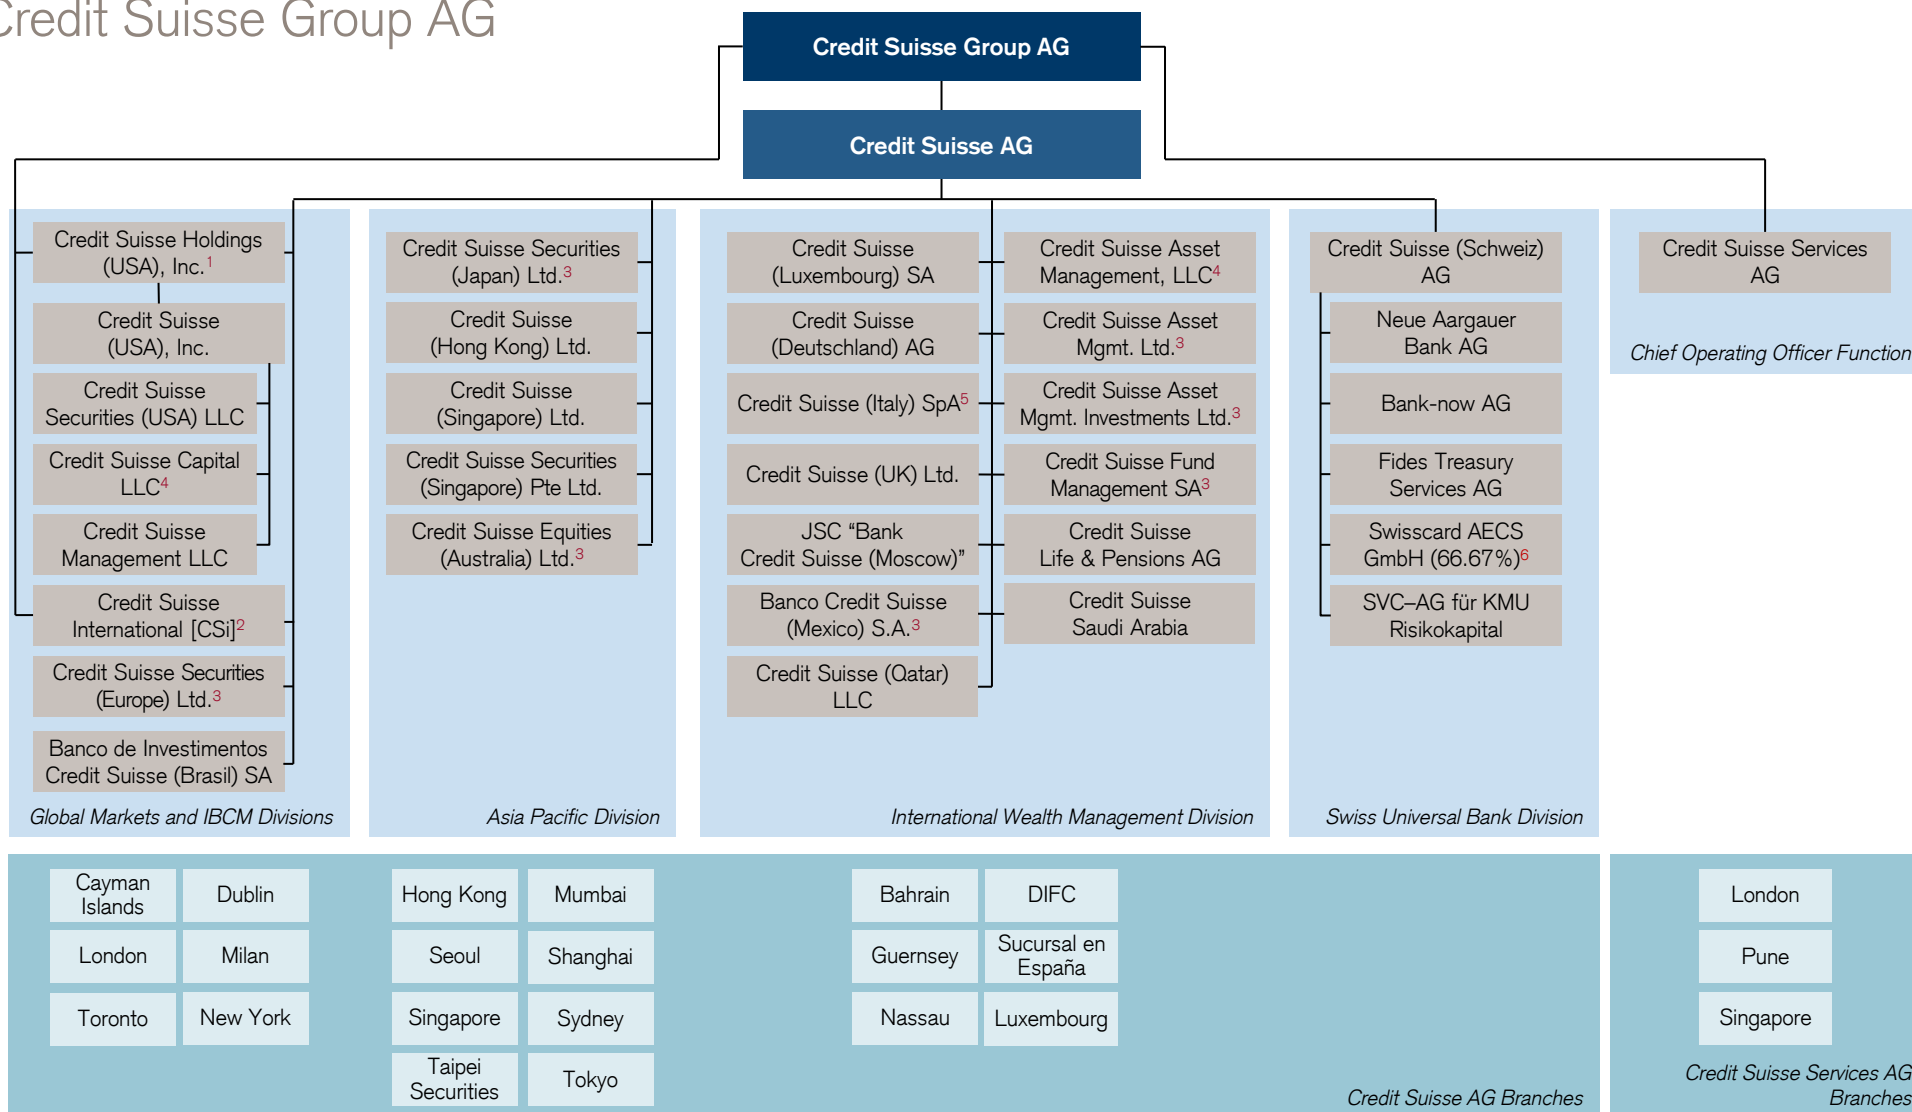 Credit Suisse Group AG
Credit Suisse Group AG
Credit Suisse AG
Credit Suisse Holdings
(USA), Inc.1
Credit Suisse
(USA), Inc.
Credit Suisse
Securities (USA) LLC
Credit Suisse Capital
LLC4
Credit Suisse
Management LLC
Credit Suisse
International [CSi]2
Credit Suisse Securities
(Europe) Ltd.3
Banco de Investimentos
Credit Suisse (Brasil) SA
Global Markets and IBCM Divisions
Credit Suisse Securities
(Japan) Ltd.3
Credit Suisse
(Hong Kong) Ltd.
Credit Suisse
(Singapore) Ltd.
Credit Suisse Securities
(Singapore) Pte Ltd.
Credit Suisse Equities
(Australia) Ltd.3
Asia Pacific Division
Credit Suisse
(Luxembourg) SA
Credit Suisse
(Deutschland) AG
Credit Suisse (Italy) SpA5
Credit Suisse (UK) Ltd.
JSC “Bank
Credit Suisse (Moscow)”
Banco Credit Suisse
(Mexico) S.A.3
Credit Suisse (Qatar)
LLC
Credit Suisse Asset
Management, LLC4
Credit Suisse Asset
Mgmt. Ltd.3
Credit Suisse Asset
Mgmt. Investments Ltd.3
Credit Suisse Fund
Management SA3
Credit Suisse
Life & Pensions AG
Credit Suisse
Saudi Arabia
International Wealth Management Division
Credit Suisse (Schweiz)
AG
Neue Aargauer
Bank AG
Bank-now AG
Fides Treasury
Services AG
Swisscard AECS
GmbH (66.67%)6
SVC–AG für KMU
Risikokapital
Swiss Universal Bank Division
Credit Suisse Services
AG
Chief Operating Officer Function
Cayman
Islands
Dublin
London
Milan
Toronto
New York
Hong Kong
Mumbai
Seoul
Shanghai
Singapore
Sydney
Taipei
Securities
Tokyo
Bahrain
DIFC
Guernsey
Sucursal en
España
Nassau
Luxembourg
Credit Suisse AG Branches
London
Pune
Singapore
Credit Suisse Services AG
Branches